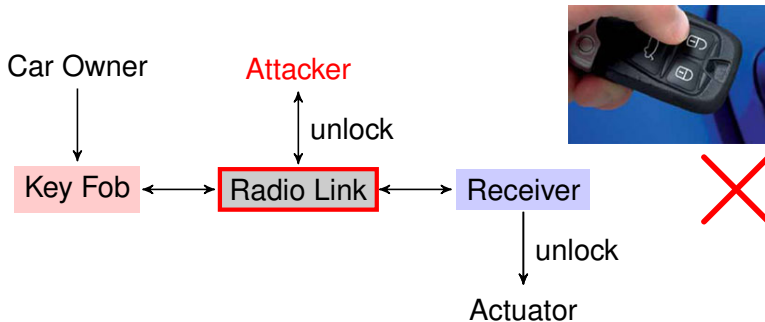 Car Owner
Attacker
unlock
Key Fob
Radio Link
Receiver
unlock
Actuator